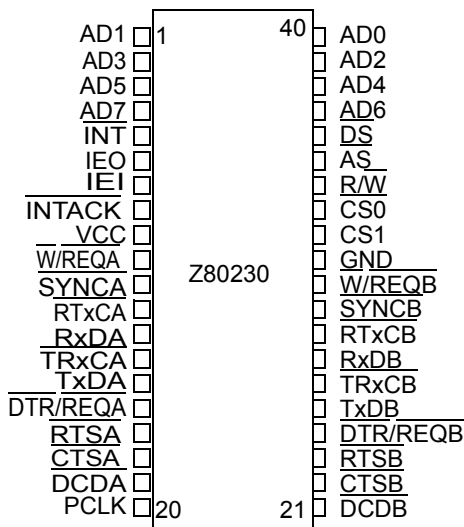 AD1 1 40 AD0
AD3 AD2
AD5 AD4
AD7 AD6
INT DS
IEO AS
IEI R/W
INTACK CS0
VCC CS1
W/REQA GND
SYNCA Z80230 W/REQB
RTxCA SYNCB
RxDA RTxCB
TRxCA RxDB
TxDA TRxCB
DTR/REQA TxDB
RTSA DTR/REQB
CTSA RTSB
DCDA CTSB
PCLK 20 21 DCDB